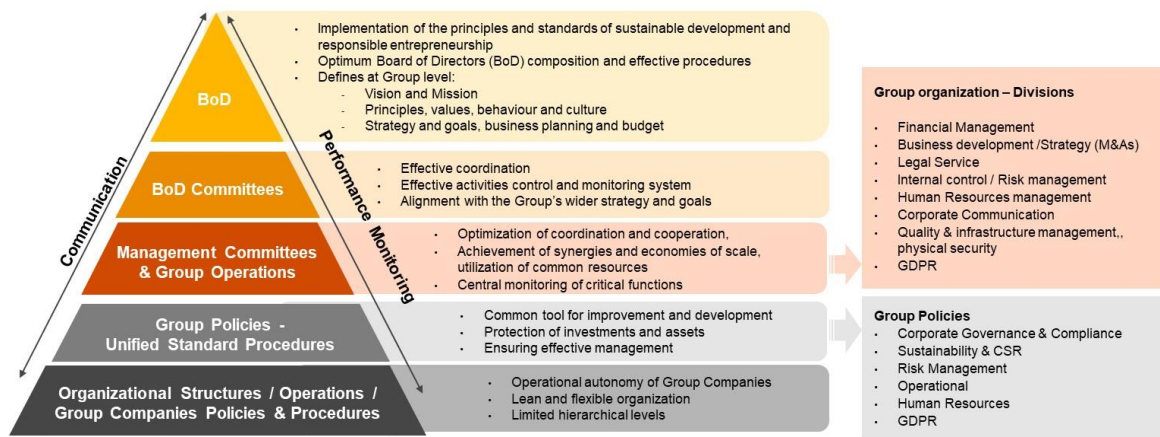 BoD
Communication
Performance Monitoring
• Implementation of the principles and standards of sustainable development and
responsible entrepreneurship
• Optimum Board of Directors (BoD) composition and effective procedures
• Defines at Group level:
- Vision and Mission
- Principles, values, behaviour and culture
- Strategy and goals, business planning and budget
BoD Committees
• Effective coordination
• Effective activities control and monitoring system
• Alignment with the Group's wider strategy and goals
Management Committees
& Group Operations
• Optimization of coordination and cooperation,
• Achievement of synergies and economies of scale,
utilization of common resources
• Central monitoring of critical functions
Group Policies -
Unified Standard Procedures
• Common tool for improvement and development
• Protection of investments and assets
• Ensuring effective management
Organizational Structures / Operations /
Group Companies Policies & Procedures
• Operational autonomy of Group Companies
• Lean and flexible organization
• Limited hierarchical levels
Group organization – Divisions
• Financial Management
• Business development /Strategy (M&As)
• Legal Service
• Internal control / Risk management
• Human Resources management
• Corporate Communication
• Quality & infrastructure management,,
physical security
• GDPR
Group Policies
• Corporate Governance & Compliance
• Sustainability & CSR
• Risk Management
• Operational
• Human Resources
• GDPR